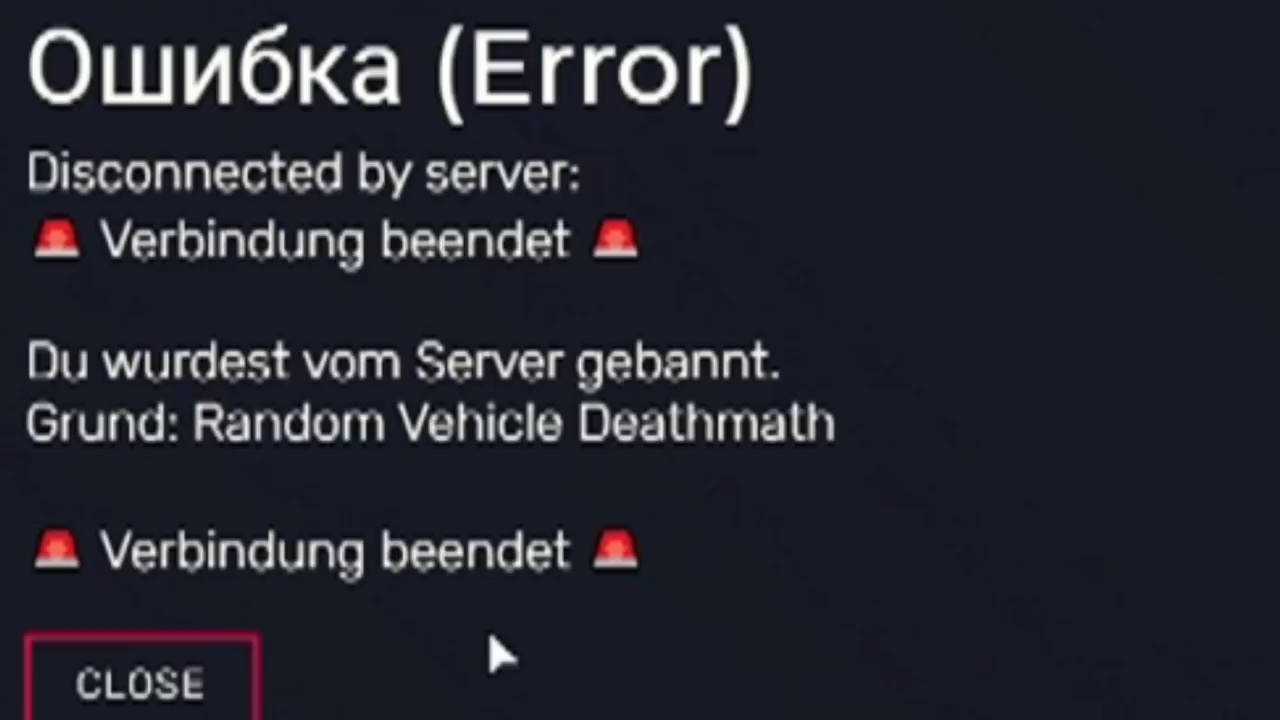 Ошибка (Error)
Disconnected by server:
🚨 Verbindung beendet 🚨
Du wurdest vom Server gebannt.
Grund: Random Vehicle Deathmath
🚨 Verbindung beendet 🚨
CLOSE